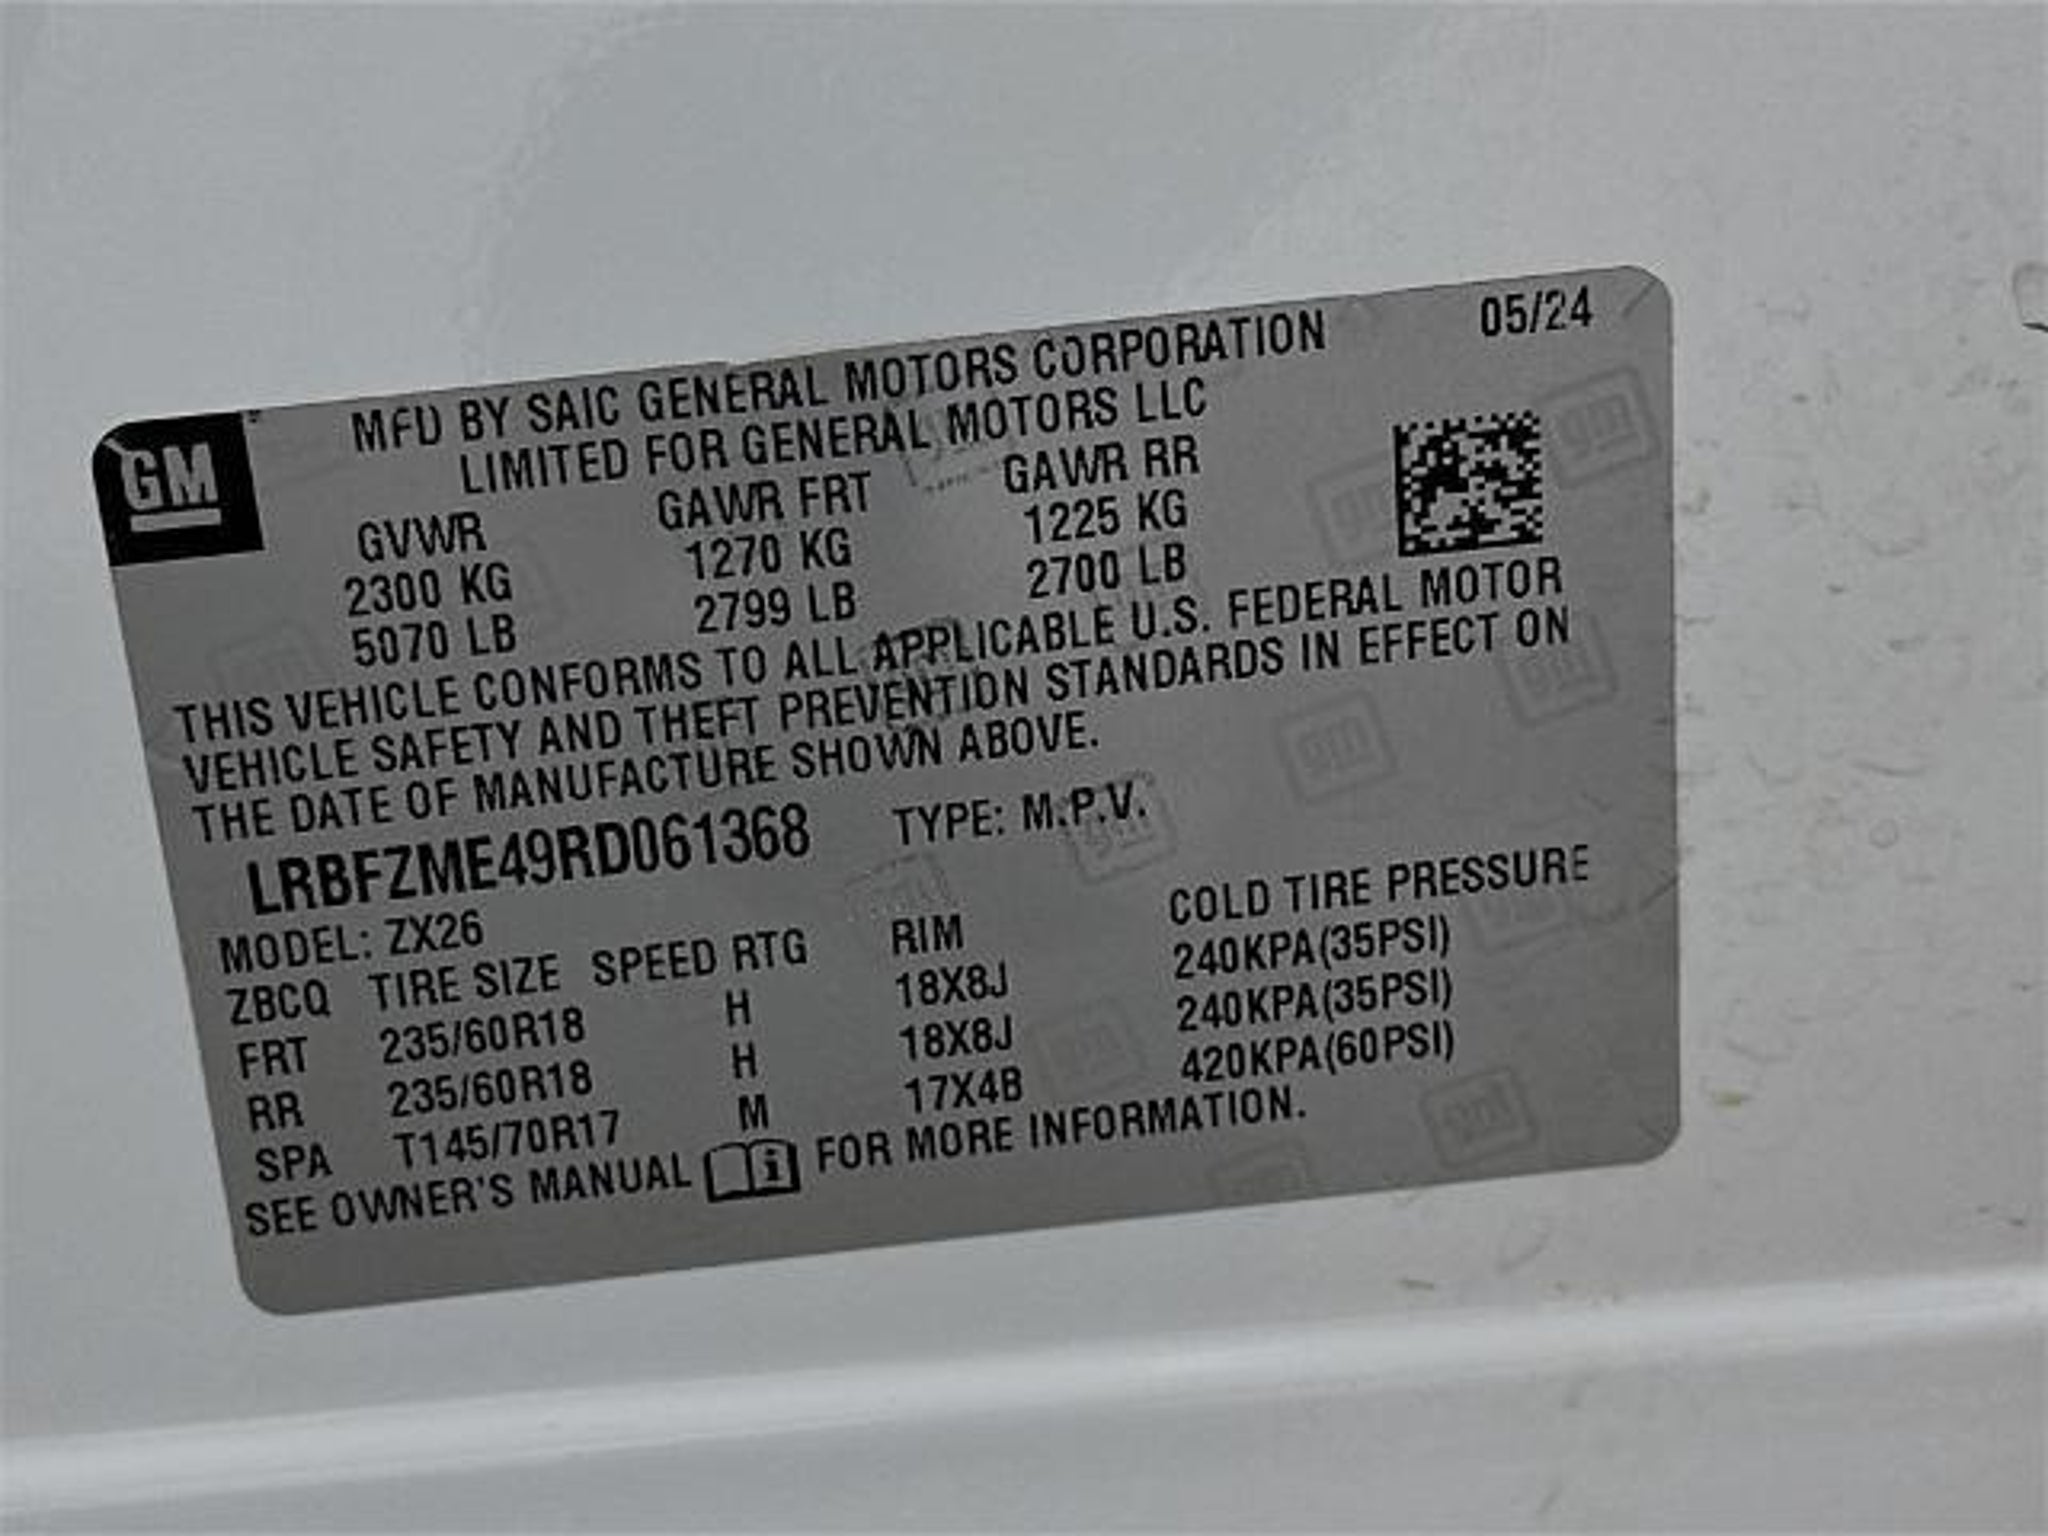 GM
MFD BY SAIC GENERAL MOTORS CORPORATION 05/24
LIMITED FOR GENERAL MOTORS LLC
GVWR GAWR FRT GAWR RR
2300 KG 1270 KG 1225 KG
5070 LB 2799 LB 2700 LB
THIS VEHICLE CONFORMS TO ALL APPLICABLE U.S. FEDERAL MOTOR
VEHICLE SAFETY AND THEFT PREVENTION STANDARDS IN EFFECT ON
THE DATE OF MANUFACTURE SHOWN ABOVE.
LRBFZME49RD061368 TYPE: M.P.V.
MODEL: ZX26
ZBCQ TIRE SIZE SPEED RTG RIM COLD TIRE PRESSURE
FRT 235/60R18 H 18X8J 240KPA(35PSI)
RR 235/60R18 H 18X8J 240KPA(35PSI)
SPA T145/70R17 M 17X4B 420KPA(60PSI)
SEE OWNER'S MANUAL FOR MORE INFORMATION.